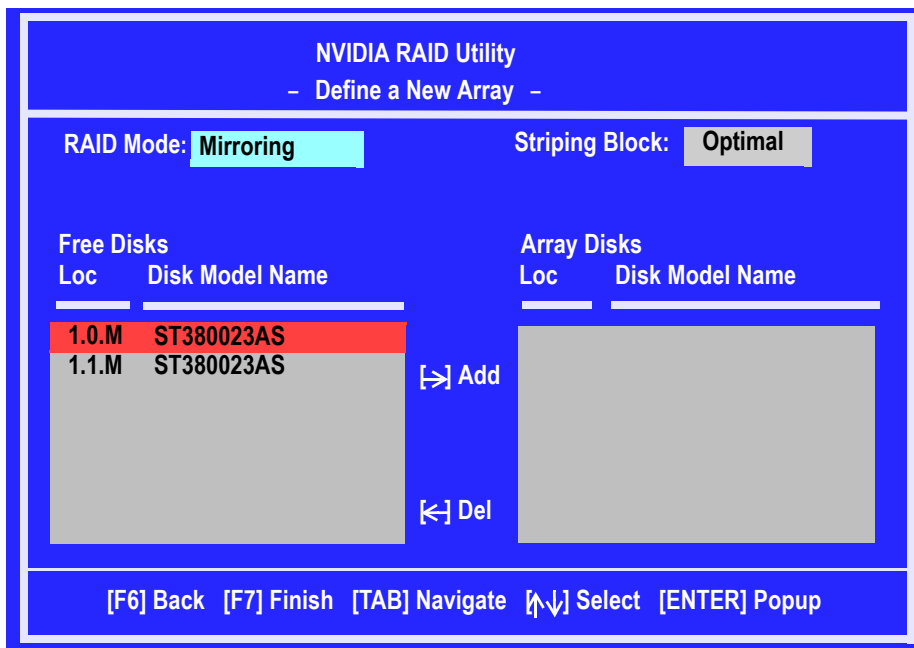 NVIDIA RAID Utility
– Define a New Array –
RAID Mode: Mirroring
Striping Block: Optimal
Free Disks
Loc Disk Model Name
1.0.M ST380023AS
1.1.M ST380023AS
[→] Add
[←] Del
Array Disks
Loc Disk Model Name
[F6] Back [F7] Finish [TAB] Navigate [↑↓] Select [ENTER] Popup